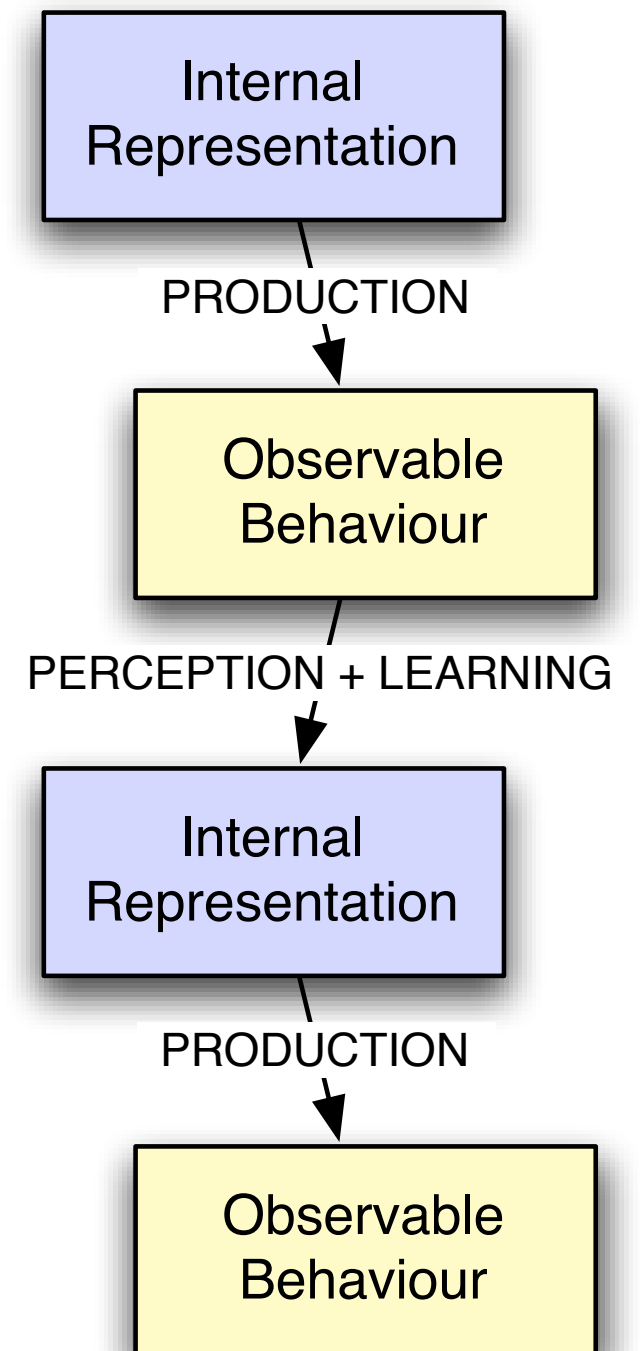 Internal
Representation
PRODUCTION
Observable
Behaviour
PERCEPTION + LEARNING
Internal
Representation
PRODUCTION
Observable
Behaviour